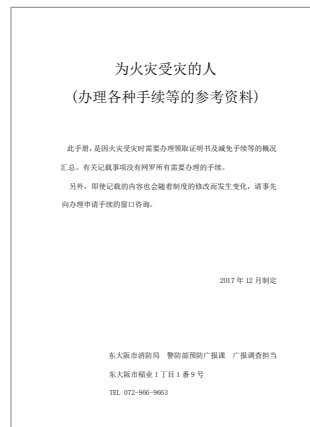 为火灾受灾的人
(办理各种手续等的参考资料)
此手册，是因火灾受灾时需要办理领取证明书及减免手续等的概况
汇总。有关记载事项没有网罗所有需要办理的手续。
另外，即使记载的内容也会随着制度的修改而发生变化，请事先
向办理申请手续的窗口咨询。
2017 年 12 月制定
东大阪市消防局　警防部预防广报课　广报调查担当
东大阪市稻业 1 丁目 1 番 9 号
TEL 072-966-9663